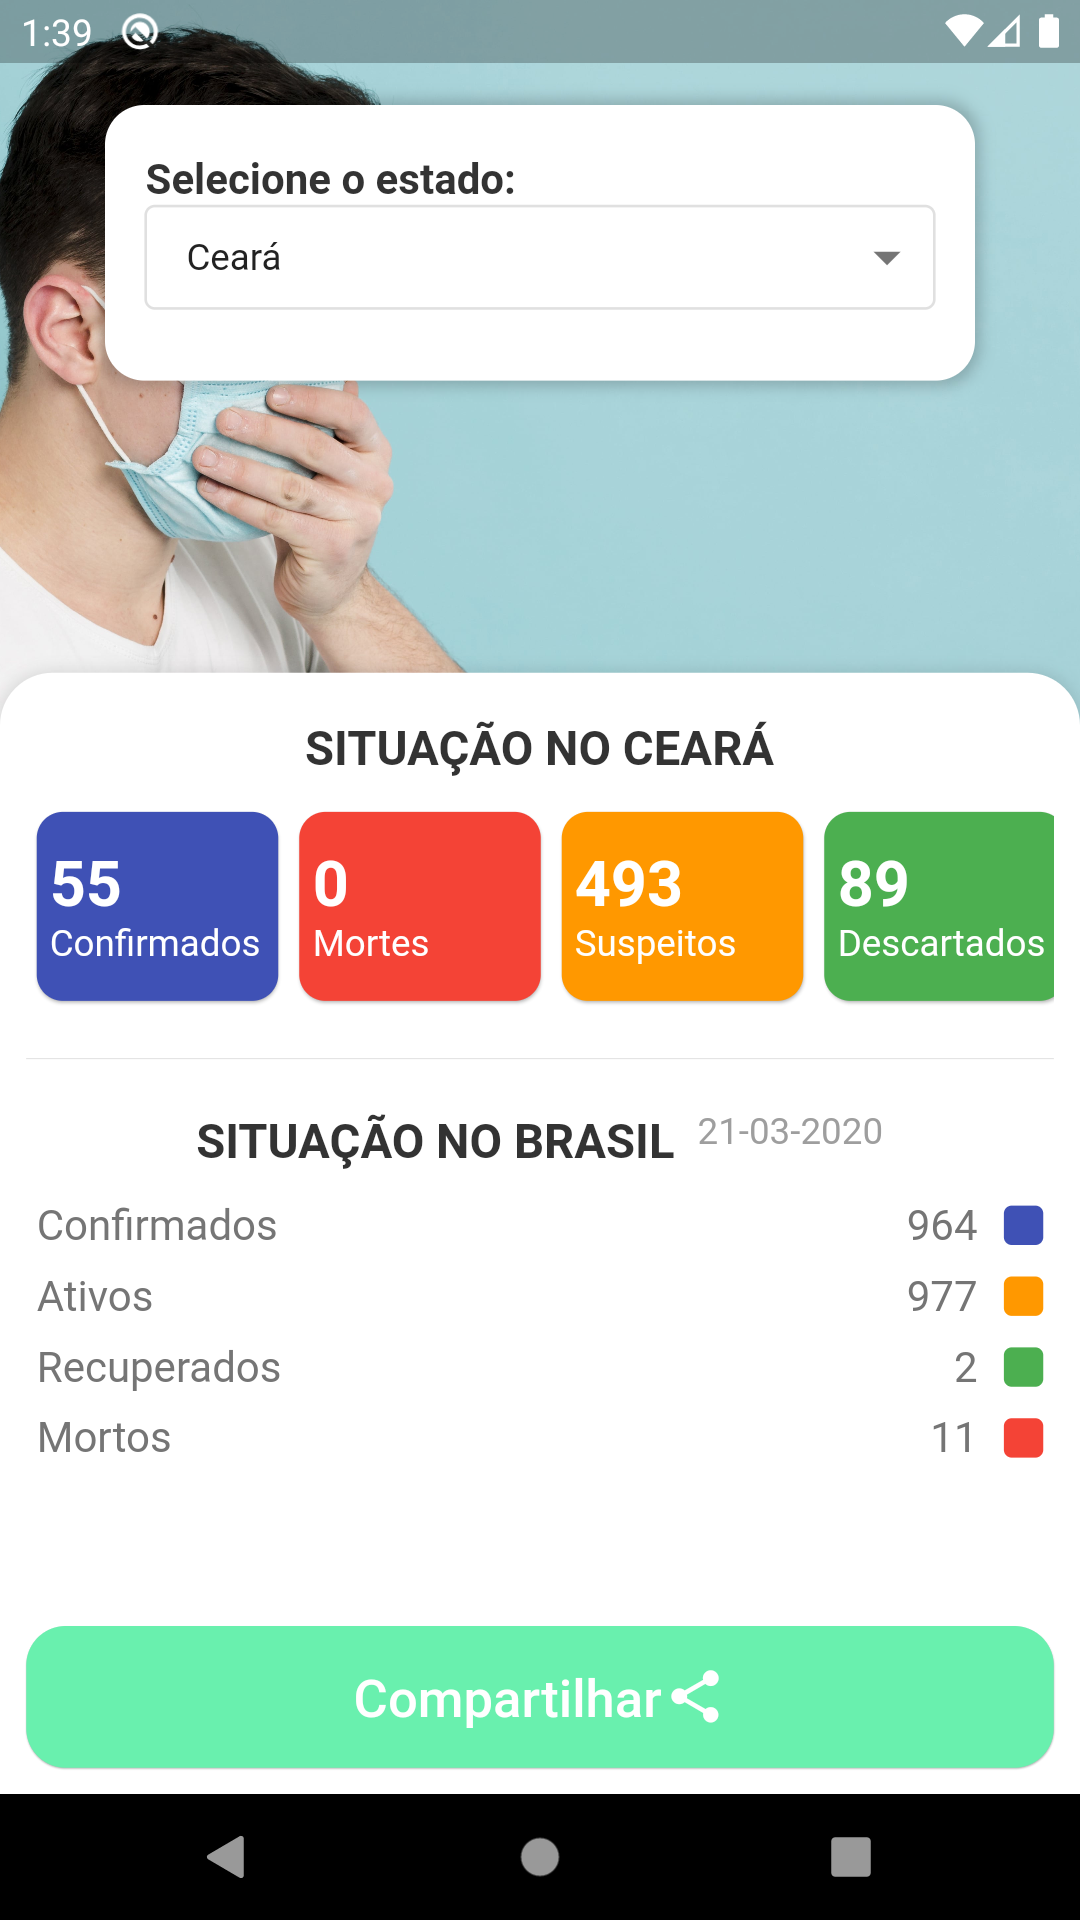 1:39
Selecione o estado:
Ceará
SITUAÇÃO NO CEARÁ
55
Confirmados
0
Mortes
493
Suspeitos
89
Descartados
SITUAÇÃO NO BRASIL 21-03-2020
Confirmados 964
Ativos 977
Recuperados 2
Mortos 11
Compartilhar